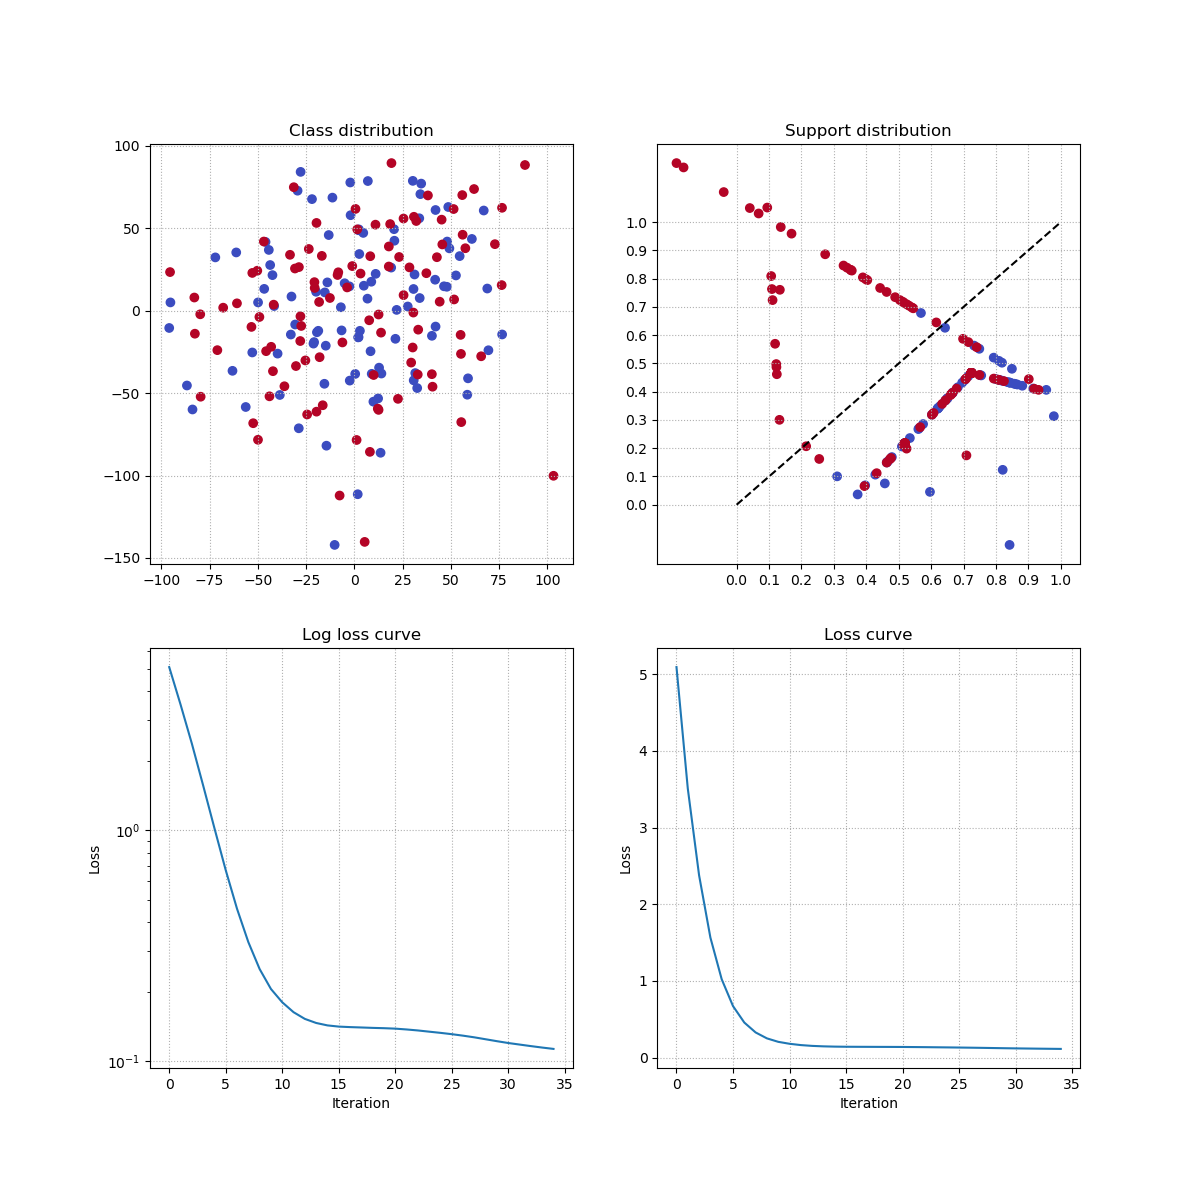 Class distribution
100
50
0
−50
−100
−150
−100 −75 −50 −25 0 25 50 75 100
Support distribution
1.0
0.9
0.8
0.7
0.6
0.5
0.4
0.3
0.2
0.1
0.0
0.0 0.1 0.2 0.3 0.4 0.5 0.6 0.7 0.8 0.9 1.0
Log loss curve
Loss
10⁰
10⁻¹
0 5 10 15 20 25 30 35
Iteration
Loss curve
Loss
5
4
3
2
1
0
0 5 10 15 20 25 30 35
Iteration